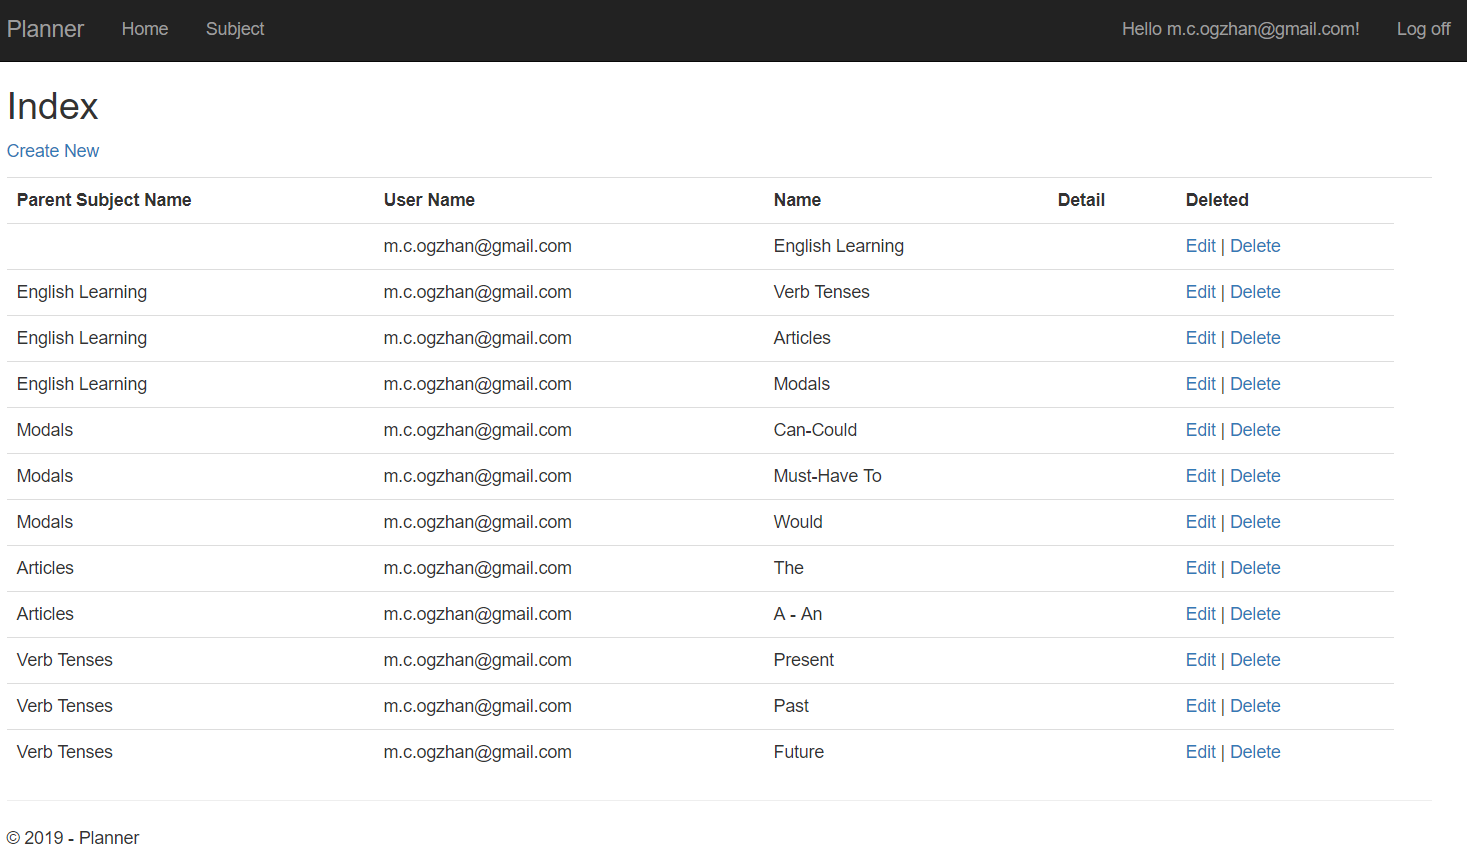 Planner Home Subject Hello m.c.ogzhan@gmail.com! Log off
Index
Create New
Parent Subject Name User Name Name Detail Deleted
m.c.ogzhan@gmail.com English Learning Edit | Delete
English Learning m.c.ogzhan@gmail.com Verb Tenses Edit | Delete
English Learning m.c.ogzhan@gmail.com Articles Edit | Delete
English Learning m.c.ogzhan@gmail.com Modals Edit | Delete
Modals m.c.ogzhan@gmail.com Can-Could Edit | Delete
Modals m.c.ogzhan@gmail.com Must-Have To Edit | Delete
Modals m.c.ogzhan@gmail.com Would Edit | Delete
Articles m.c.ogzhan@gmail.com The Edit | Delete
Articles m.c.ogzhan@gmail.com A - An Edit | Delete
Verb Tenses m.c.ogzhan@gmail.com Present Edit | Delete
Verb Tenses m.c.ogzhan@gmail.com Past Edit | Delete
Verb Tenses m.c.ogzhan@gmail.com Future Edit | Delete
© 2019 - Planner